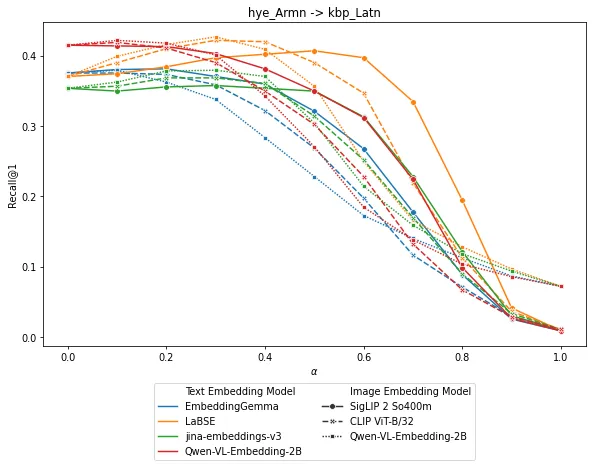 hye_Armn -> kbp_Latn
Recall@1
0.4
0.3
0.2
0.1
0.0
0.0 0.2 0.4 0.6 0.8 1.0
α
Text Embedding Model Image Embedding Model
EmbeddingGemma SigLIP 2 So400m
LaBSE CLIP ViT-B/32
jina-embeddings-v3 Qwen-VL-Embedding-2B
Qwen-VL-Embedding-2B